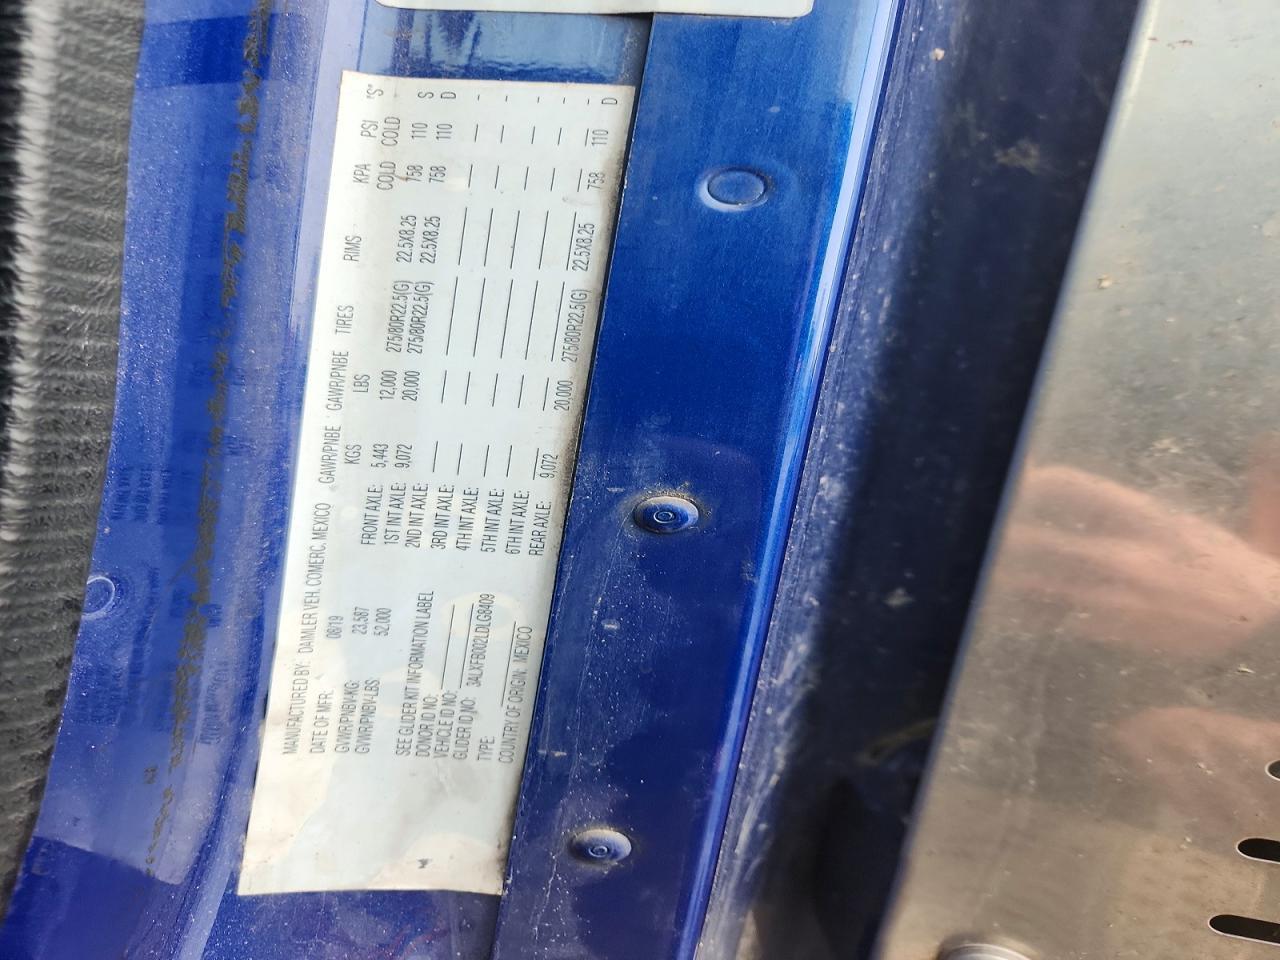 MANUFACTURED BY: DAIMLER VEH. COMERC. MEXICO
DATE OF MFR: 08/19
GVWR/PNBV-KG: 23,587
GVWR/PNBV-LBS: 52,000
SEE GLIDER KIT INFORMATION LABEL
DONOR ID NO:
VEHICLE ID NO:
GLIDER ID NO: 3ALXFB002LDLG8409
TYPE:
COUNTRY OF ORIGIN: MEXICO
GAWR/PNBE GAWR/PNBE TIRES RIMS KPA PSI "S"
KGS LBS COLD COLD
FRONT AXLE: 5,443 12,000 275/80R22.5(G) 22.5X8.25 758 110 S
1ST INT AXLE: 9,072 20,000 275/80R22.5(G) 22.5X8.25 758 110 D
2ND INT AXLE: — — — — — — -
3RD INT AXLE: — — — — — — -
4TH INT AXLE: — — — — — — -
5TH INT AXLE: — — — — — — -
6TH INT AXLE: — — — — — — -
REAR AXLE: 9,072 20,000 275/80R22.5(G) 22.5X8.25 758 110 D